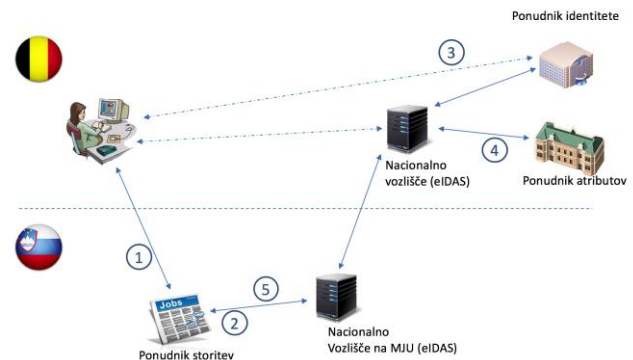 Ponudnik identitete
3
4
Nacionalno
vozlišče (eIDAS)
Ponudnik atributov
1
5
Jobs
2
Nacionalno
Vozlišče na MJU (eIDAS)
Ponudnik storitev